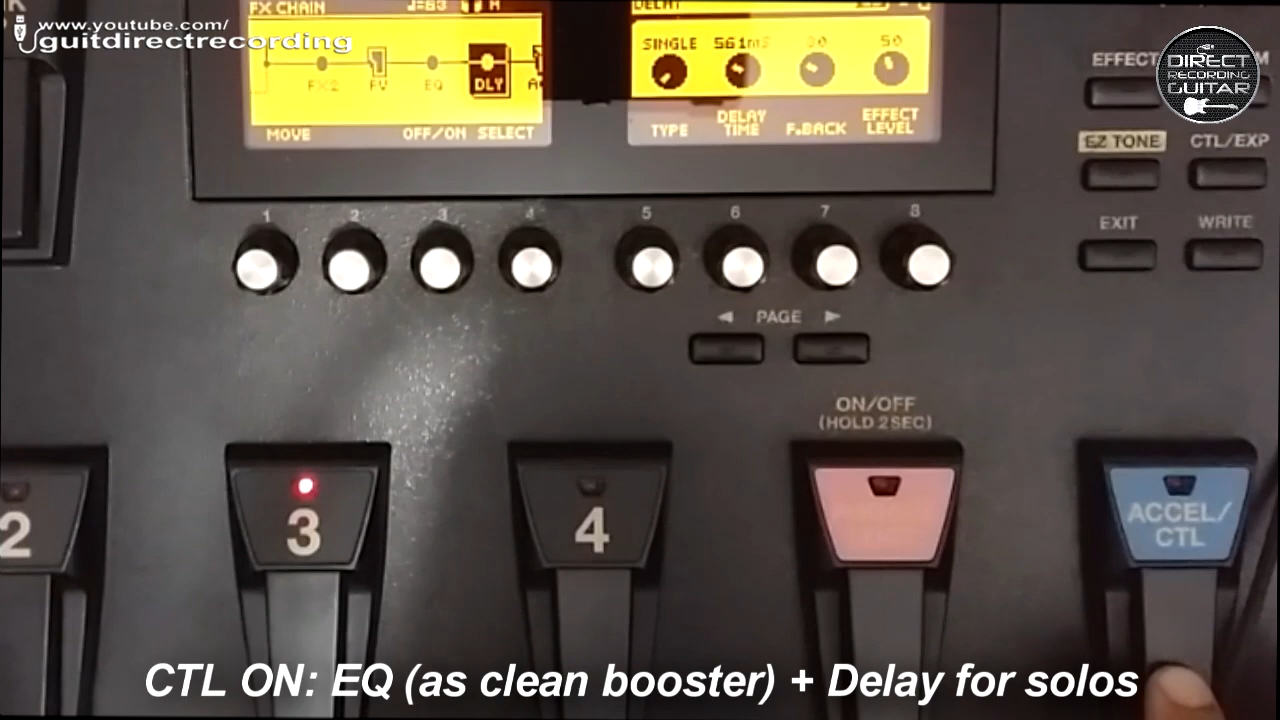 www.youtube.com/
guitdirectrecording
DIRECT
RECORDING
GUITAR
FX CHAIN
FX2 FV EQ DLY
MOVE OFF/ON SELECT
DELAY
SINGLE 561ms 30 50
TYPE DELAY TIME F.BACK EFFECT LEVEL
EFFECT
EZ TONE CTL/EXP
EXIT WRITE
1 2 3 4 5 6 7 8
◀ PAGE ▶
ON/OFF
(HOLD 2SEC)
2 3 4
ACCEL/
CTL
CTL ON: EQ (as clean booster) + Delay for solos